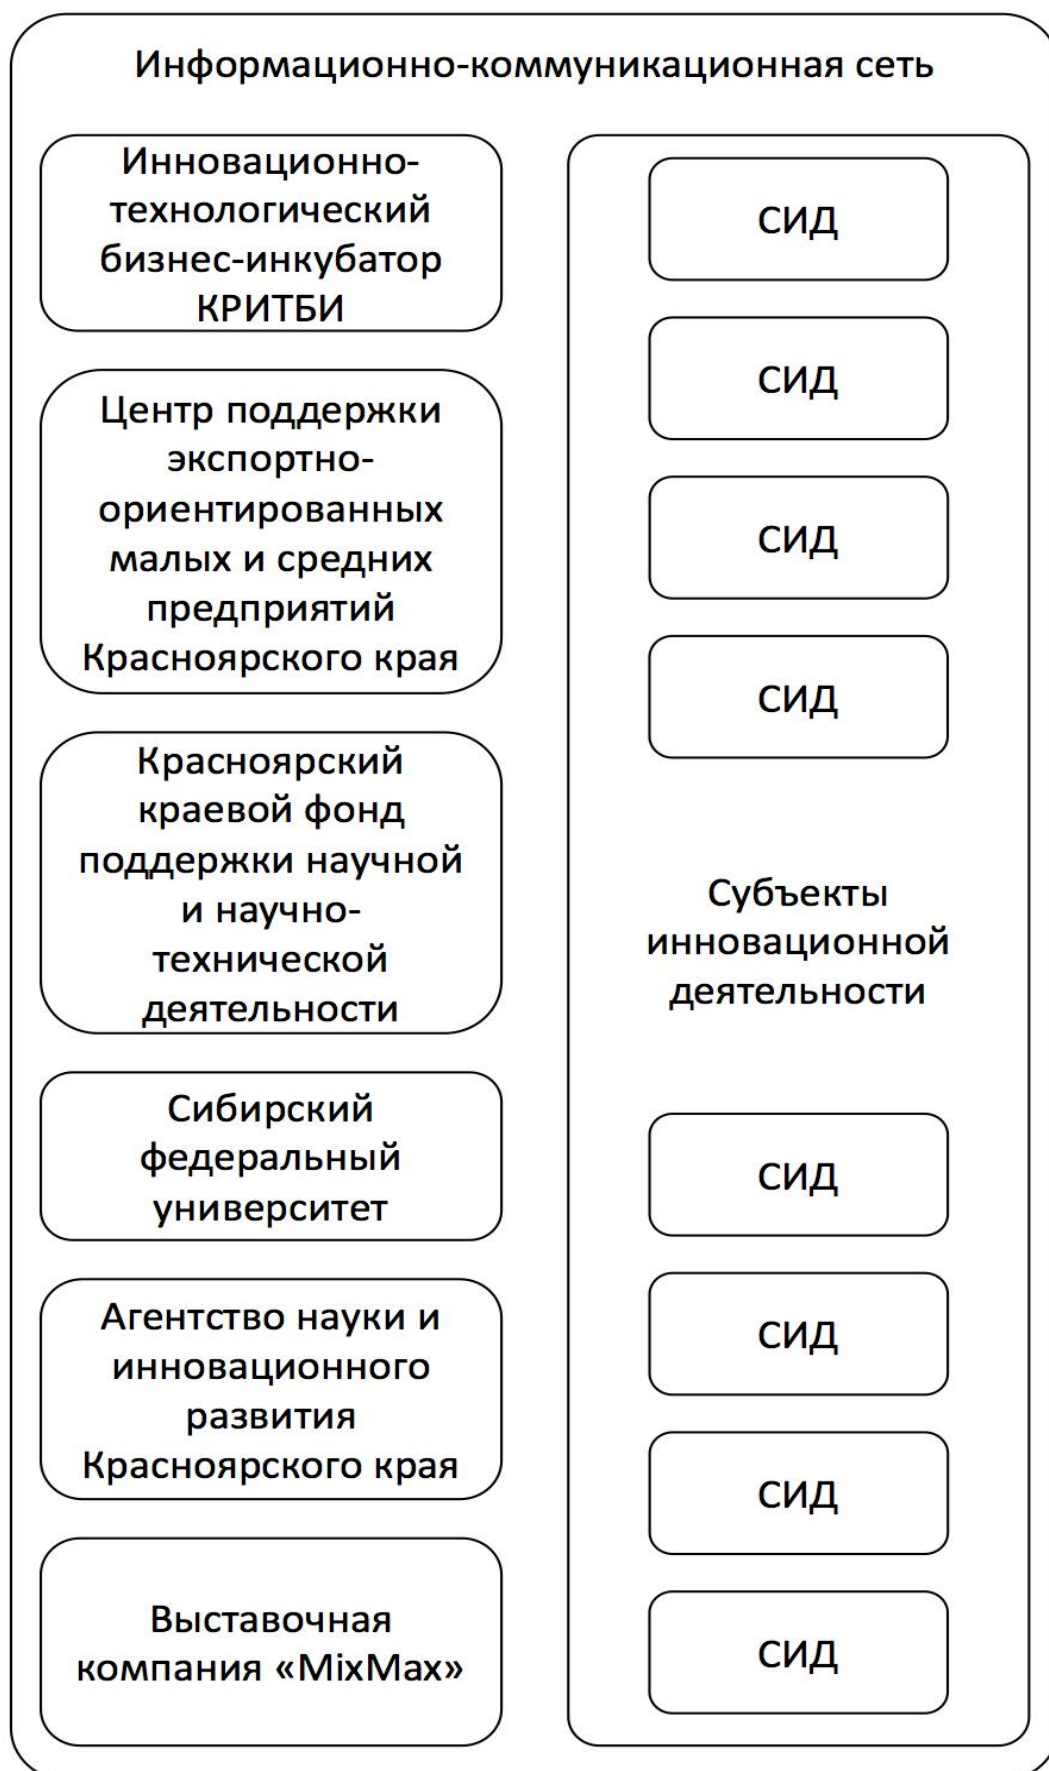 Информационно-коммуникационная сеть
Инновационно-
технологический
бизнес-инкубатор
КРИТБИ
Центр поддержки
экспортно-
ориентированных
малых и средних
предприятий
Красноярского края
Красноярский
краевой фонд
поддержки научной
и научно-
технической
деятельности
Сибирский
федеральный
университет
Агентство науки и
инновационного
развития
Красноярского края
Выставочная
компания «MixMax»
СИД
СИД
СИД
СИД
Субъекты
инновационной
деятельности
СИД
СИД
СИД
СИД